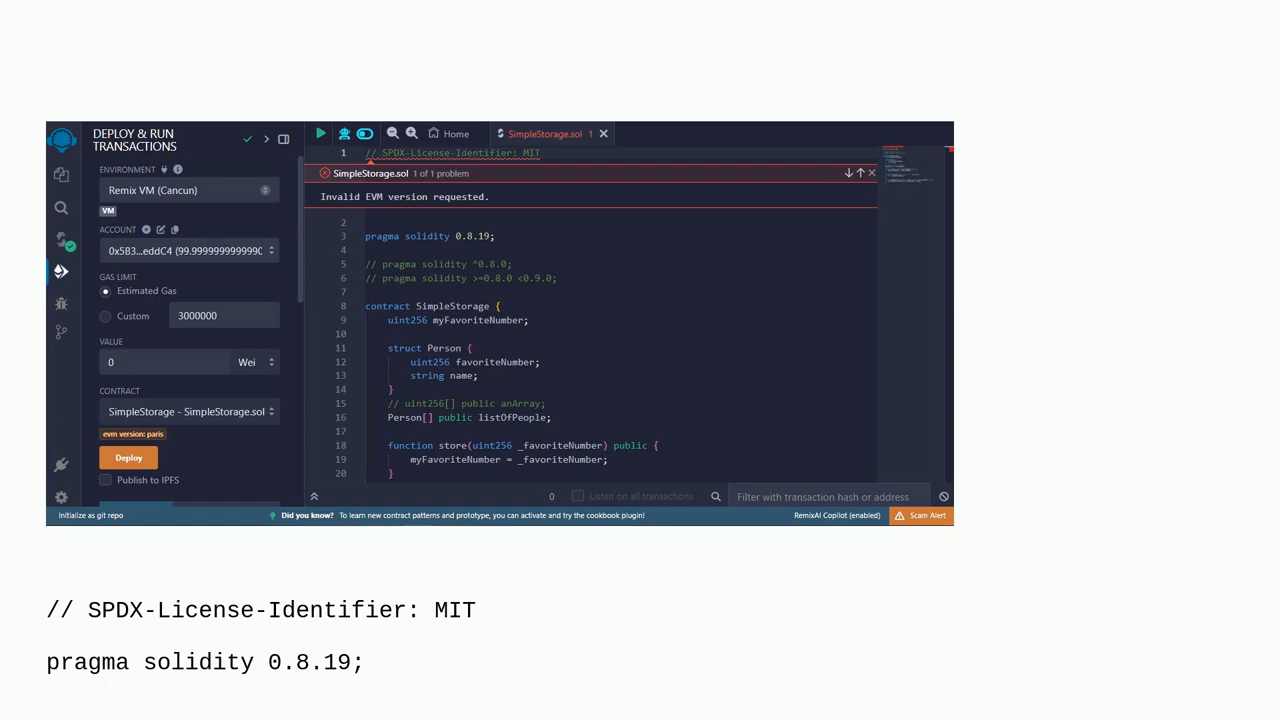 DEPLOY & RUN
TRANSACTIONS
ENVIRONMENT
Remix VM (Cancun)
VM
ACCOUNT
0x5B3...eddC4 (99.9999999999990
GAS LIMIT
Estimated Gas
Custom
3000000
VALUE
0
Wei
CONTRACT
SimpleStorage - SimpleStorage.sol
evm version: paris
Deploy
Publish to IPFS
Home
SimpleStorage.sol 1
1 // SPDX-License-Identifier: MIT
SimpleStorage.sol 1 of 1 problem
Invalid EVM version requested.
2
3 pragma solidity 0.8.19;
4
5 // pragma solidity ^0.8.0;
6 // pragma solidity >=0.8.0 <0.9.0;
7
8 contract SimpleStorage {
9 uint256 myFavoriteNumber;
10
11 struct Person {
12 uint256 favoriteNumber;
13 string name;
14 }
15 // uint256[] public anArray;
16 Person[] public listOfPeople;
17
18 function store(uint256 _favoriteNumber) public {
19 myFavoriteNumber = _favoriteNumber;
20 }
0
Listen on all transactions
Filter with transaction hash or address
Initialize as git repo
Did you know? To learn new contract patterns and prototype, you can activate and try the cookbook plugin!
RemixAI Copilot (enabled)
Scam Alert
// SPDX-License-Identifier: MIT
pragma solidity 0.8.19;